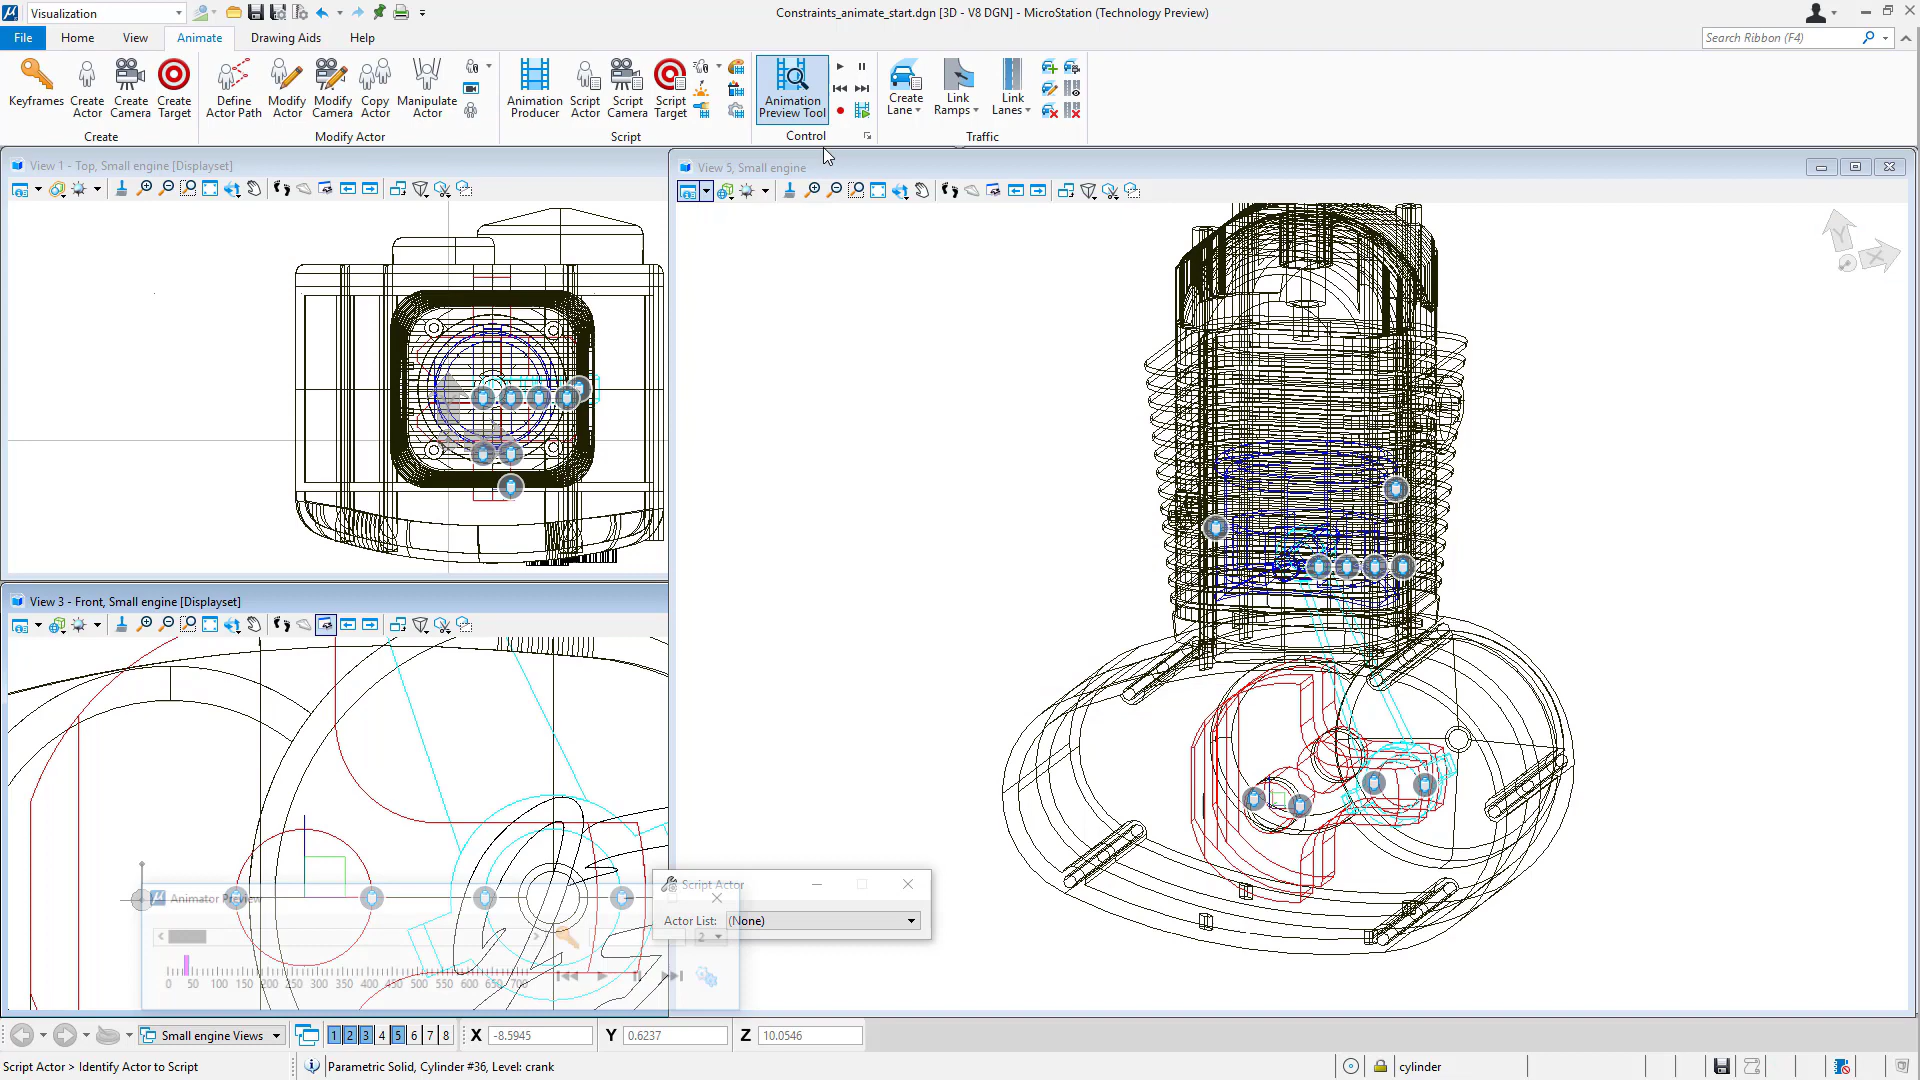 Visualization
Constraints_animate_start.dgn [3D - V8 DGN] - MicroStation (Technology Preview)
File
Home
View
Animate
Drawing Aids
Help
Search Ribbon (F4)
Keyframes
Create Actor
Create Camera
Create Target
Define Actor Path
Modify Actor
Modify Camera
Copy Actor
Manipulate Actor
Animation Producer
Script Actor
Script Camera
Script Target
Animation Preview Tool
Create Lane
Link Ramps
Link Lanes
Create
Modify Actor
Script
Control
Traffic
View 1 - Top, Small engine [Displayset]
View 5, Small engine
Y
X
View 3 - Front, Small engine [Displayset]
Animator Preview
2
0 50 100 150 200 250 300 350 400 450 500 550 600 650 700
Script Actor
Actor List: (None)
Small engine Views
1 2 3 4 5 6 7 8
X -8.5945
Y 0.6237
Z 10.0546
Script Actor > Identify Actor to Script
Parametric Solid, Cylinder #36, Level: crank
cylinder